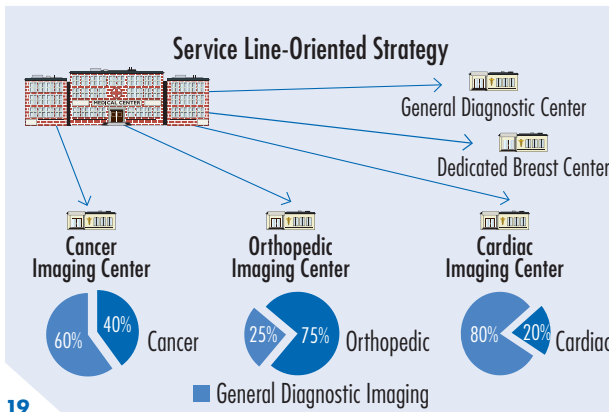 Service Line-Oriented Strategy
MEDICAL CENTER
General Diagnostic Center
Dedicated Breast Center
Cancer
Imaging Center
Orthopedic
Imaging Center
Cardiac
Imaging Center
60%
40%
Cancer
25%
75%
Orthopedic
80%
20%
Cardiac
General Diagnostic Imaging
19